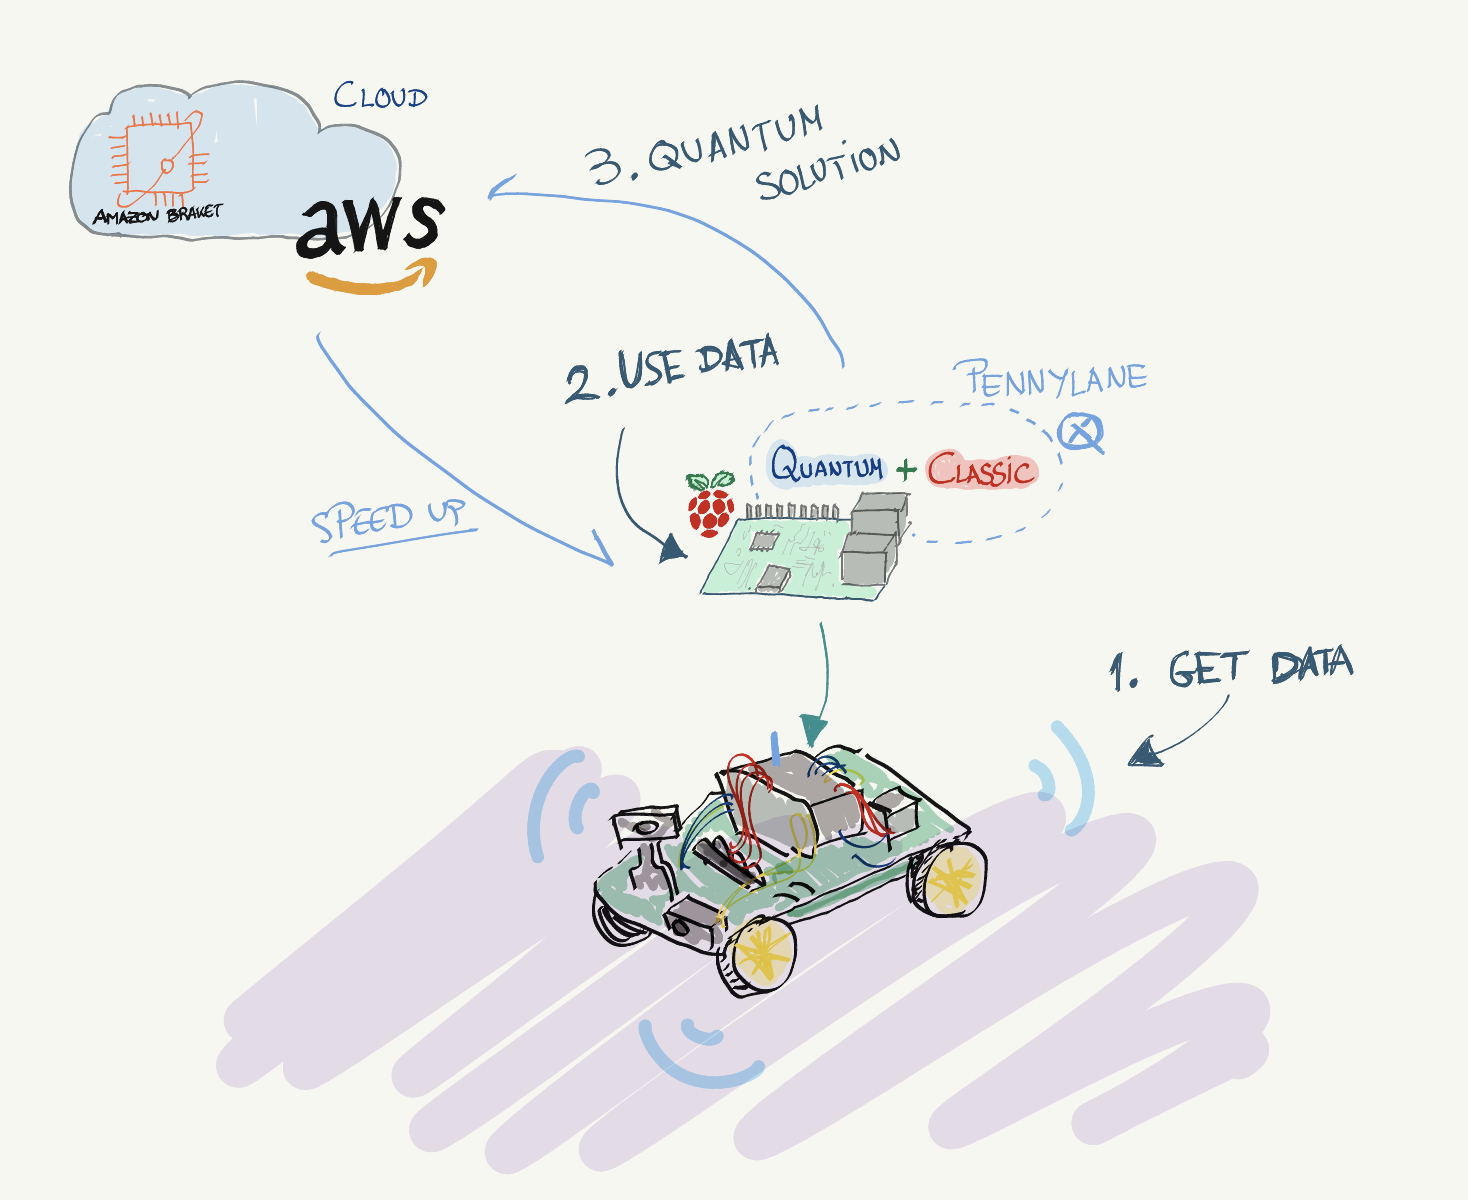 CLOUD
AMAZON BRAKET
aws
3. QUANTUM
SOLUTION
2. USE DATA
PENNYLANE
X
QUANTUM + CLASSIC
SPEED UP
1. GET DATA